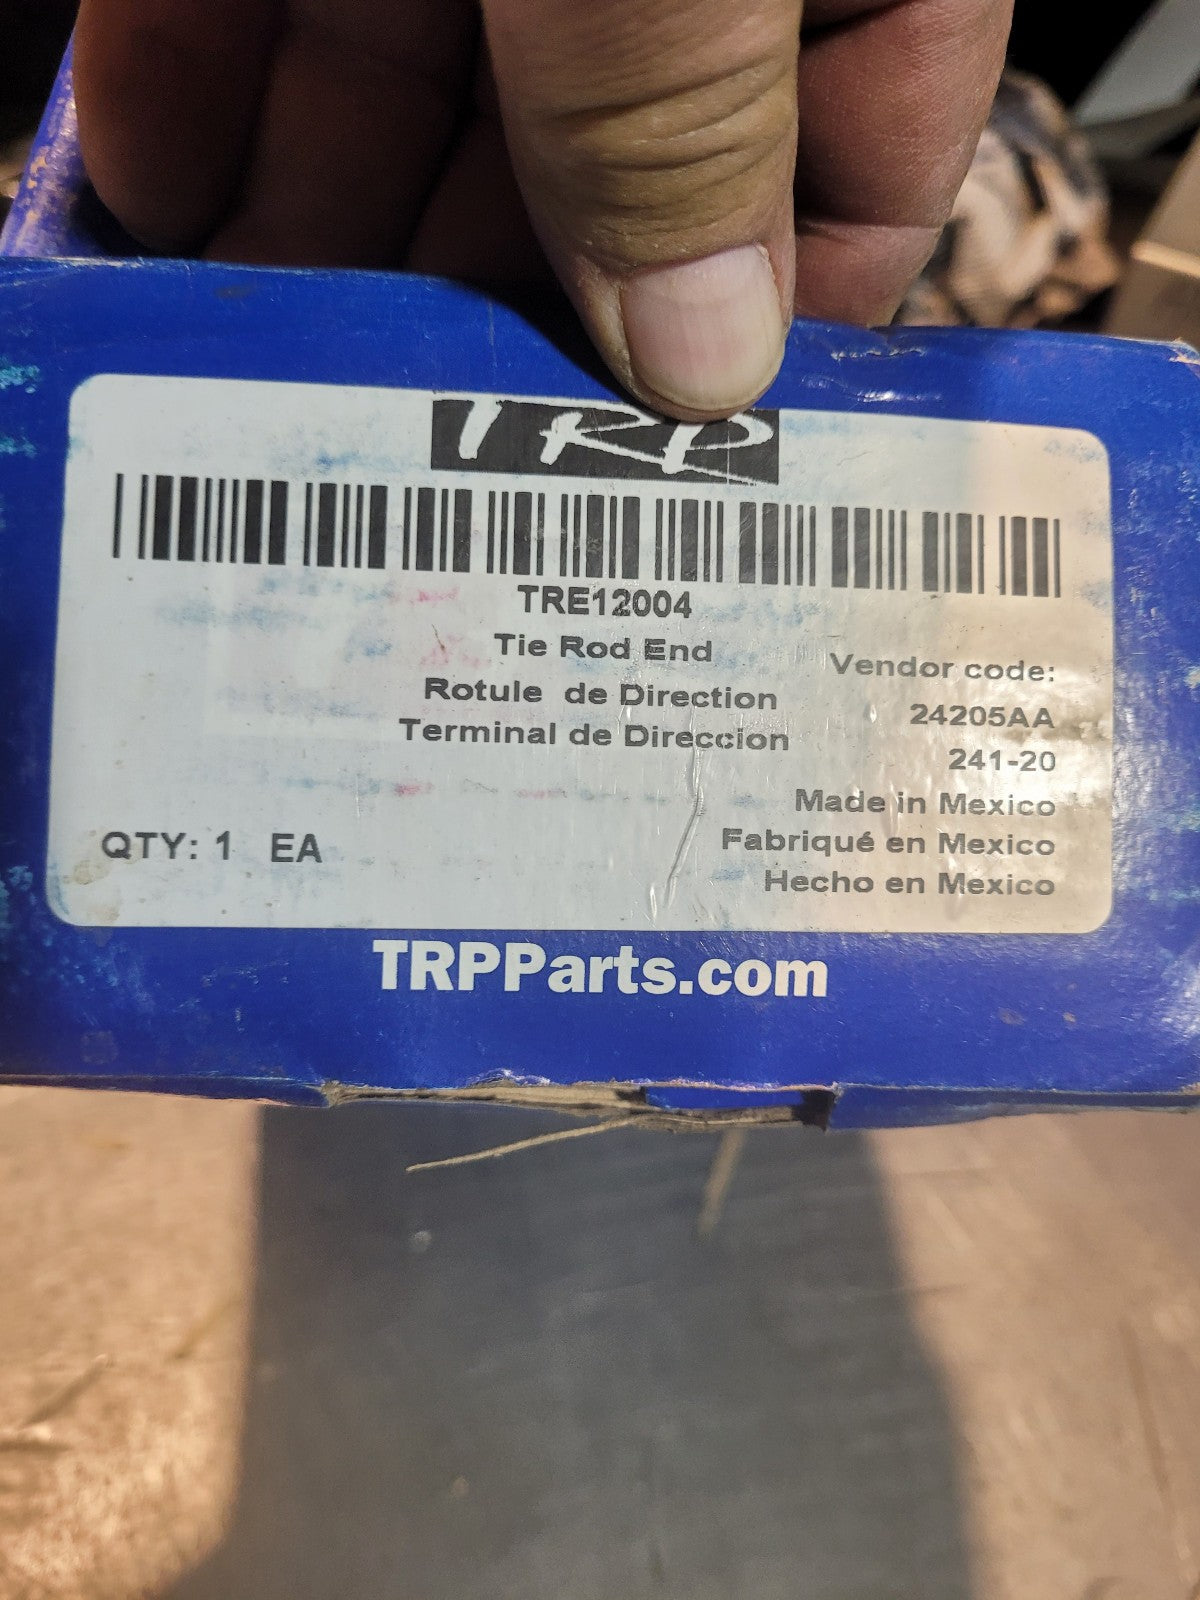 TRP
TRE12004
Tie Rod End
Rotule de Direction
Terminal de Direccion
Vendor code:
24205AA
241-20
Made in Mexico
Fabriqué en Mexico
Hecho en Mexico
QTY: 1 EA
TRPParts.com